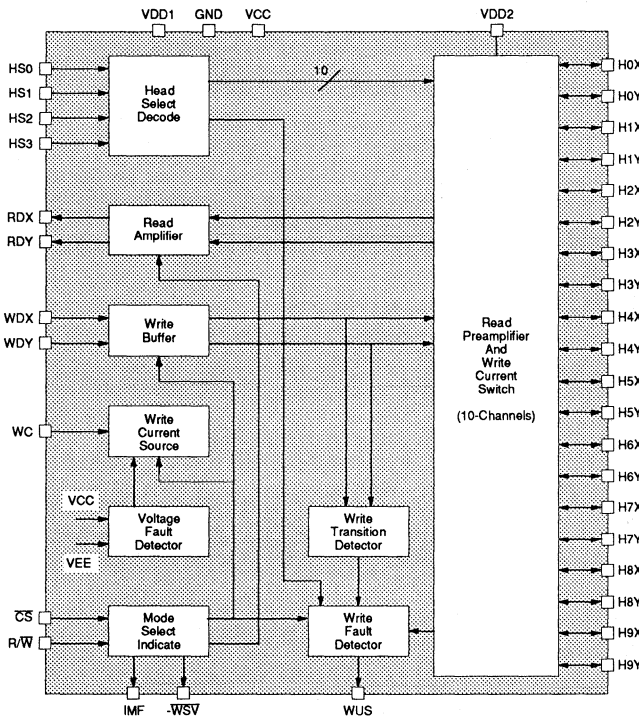 VDD1 GND VCC VDD2
HS0
HS1
HS2
HS3
Head
Select
Decode
10
RDX
RDY
Read
Amplifier
WDX
WDY
Write
Buffer
WC
Write
Current
Source
VCC
VEE
Voltage
Fault
Detector
Write
Transition
Detector
C̅S̅
R/W̅
Mode
Select
Indicate
Write
Fault
Detector
IMF -W̅S̅V̅ WUS
Read
Preamplifier
And
Write
Current
Switch
(10-Channels)
H0X
H0Y
H1X
H1Y
H2X
H2Y
H3X
H3Y
H4X
H4Y
H5X
H5Y
H6X
H6Y
H7X
H7Y
H8X
H8Y
H9X
H9Y